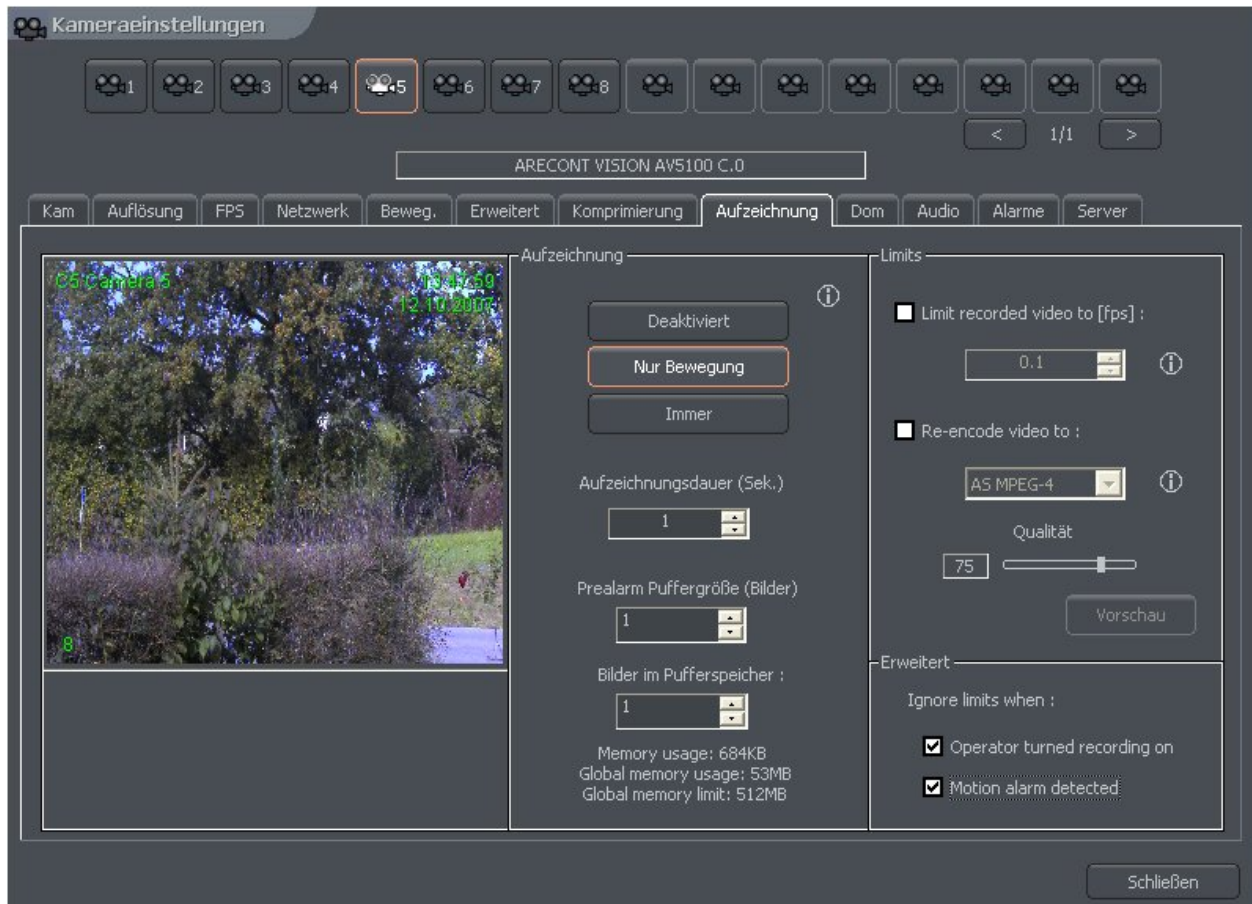 Kameraeinstellungen
1 2 3 4 5 6 7 8
< 1/1 >
ARECONT VISION AV5100 C.0
Kam Auflösung FPS Netzwerk Beweg. Erweitert Komprimierung Aufzeichnung Dom Audio Alarme Server
C5 Camera 5
13:47:59
12.10.2007
8
Aufzeichnung
Deaktiviert
Nur Bewegung
Immer
Aufzeichnungsdauer (Sek.)
1
Prealarm Puffergröße (Bilder)
1
Bilder im Pufferspeicher :
1
Memory usage: 684KB
Global memory usage: 53MB
Global memory limit: 512MB
Limits
Limit recorded video to [fps] :
0.1
Re-encode video to :
AS MPEG-4
Qualität
75
Vorschau
Erweitert
Ignore limits when :
Operator turned recording on
Motion alarm detected
Schließen